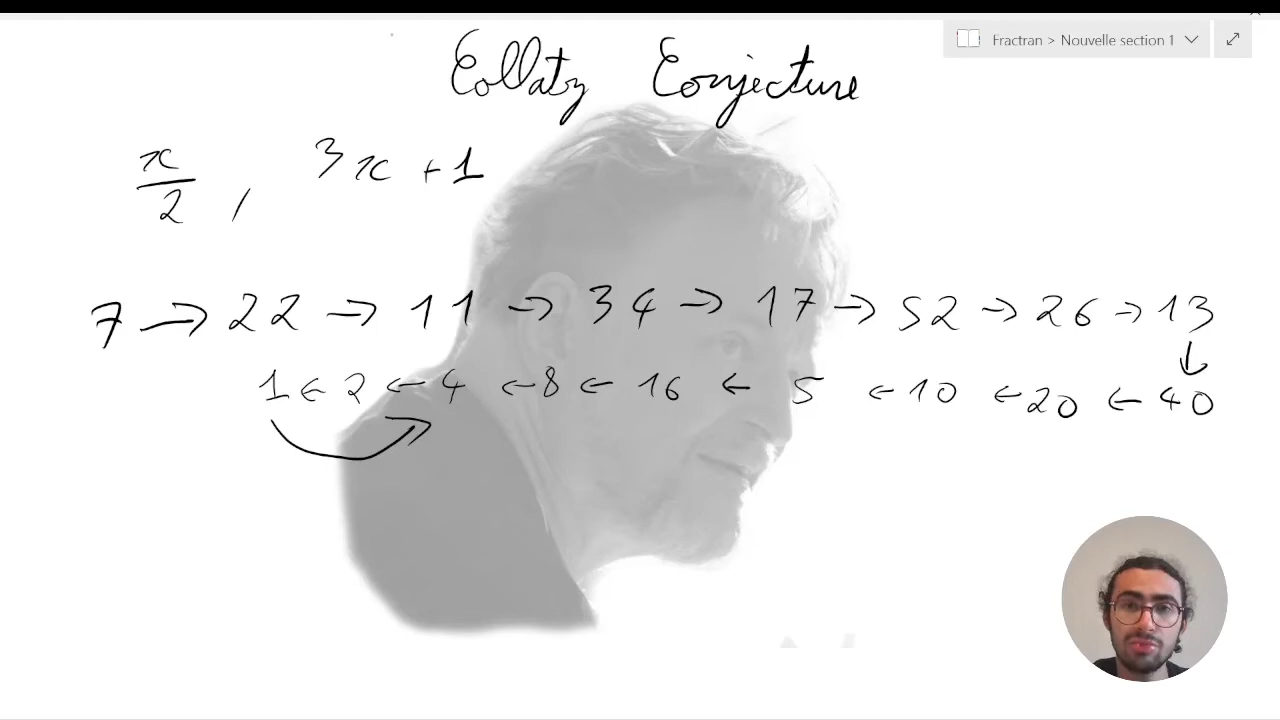 Fractran > Nouvelle section 1
Collatz Conjecture
x/2 , 3x + 1
7 → 22 → 11 → 34 → 17 → 52 → 26 → 13
↓
1 ← 2 ← 4 ← 8 ← 16 ← 5 ← 10 ← 20 ← 40